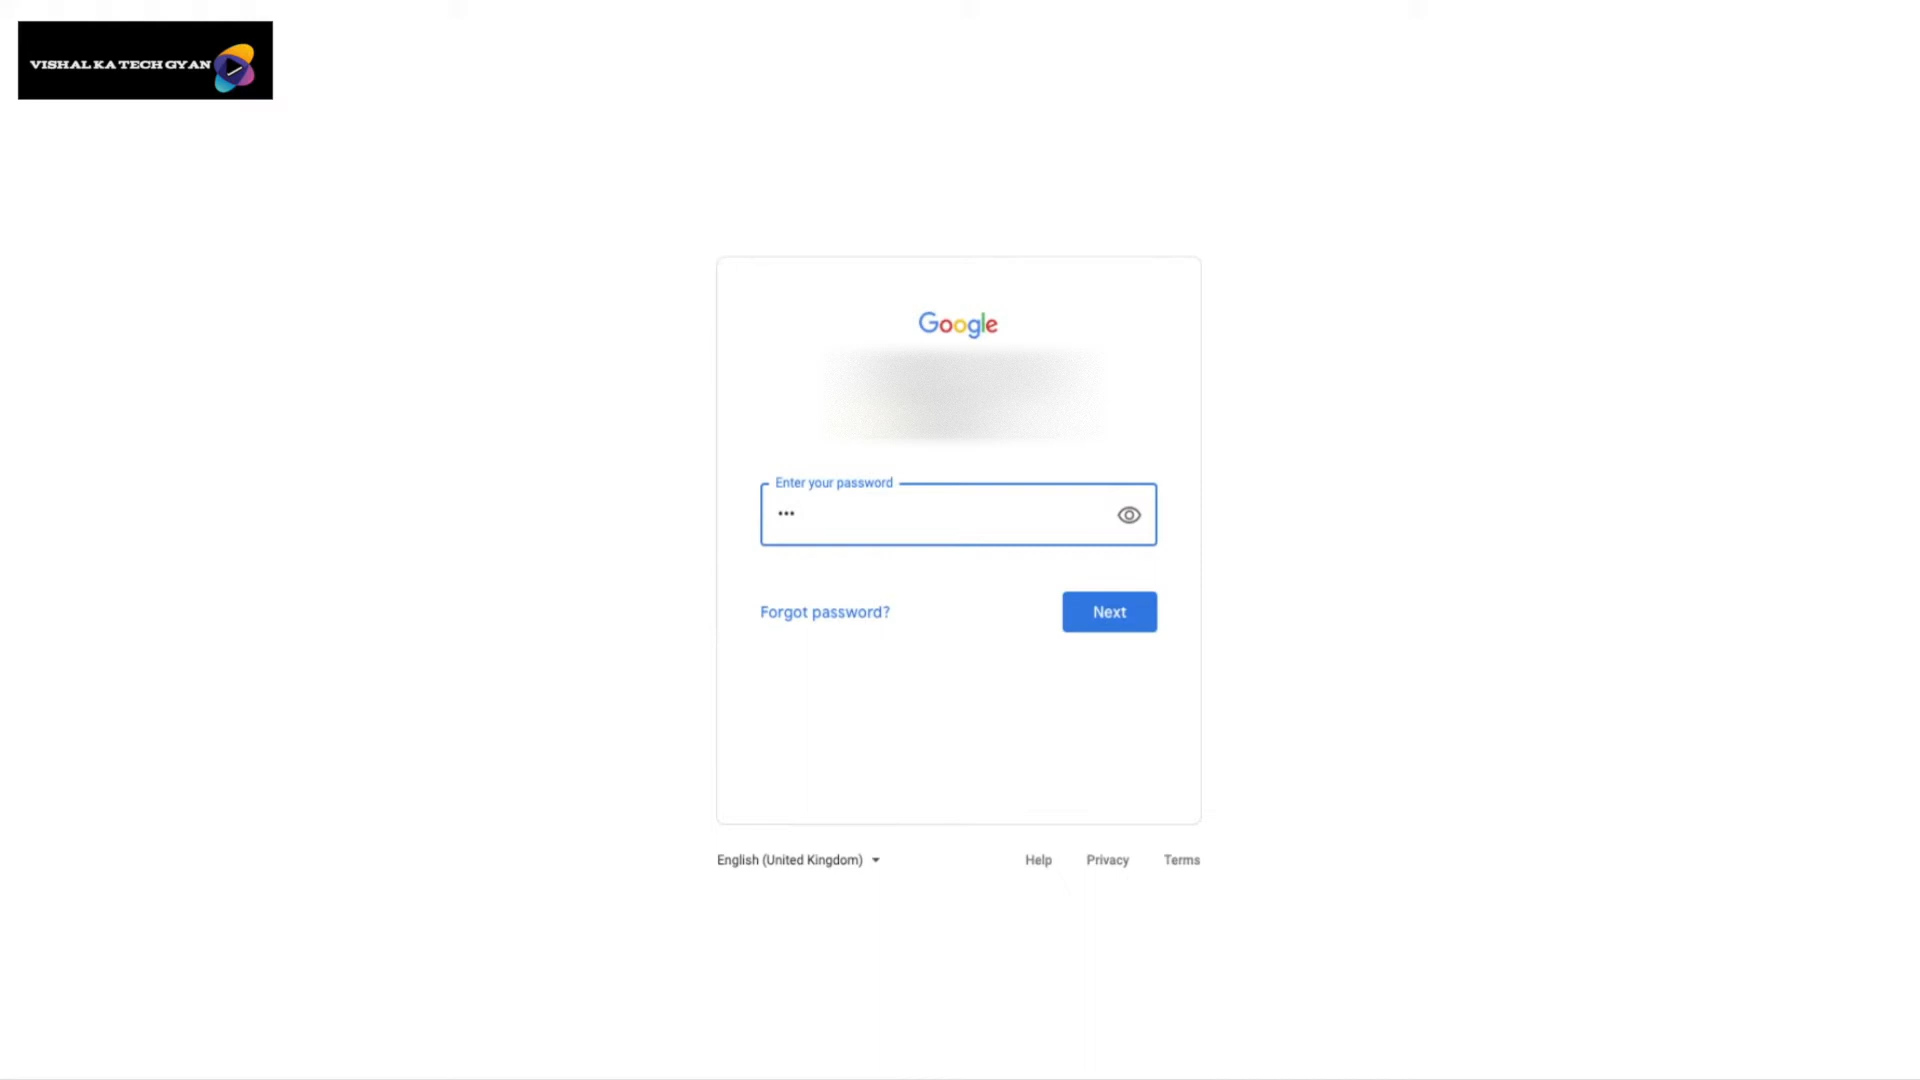 VISHAL KA TECH GYAN
Google
Enter your password
•••
Forgot password?
Next
English (United Kingdom)
Help
Privacy
Terms